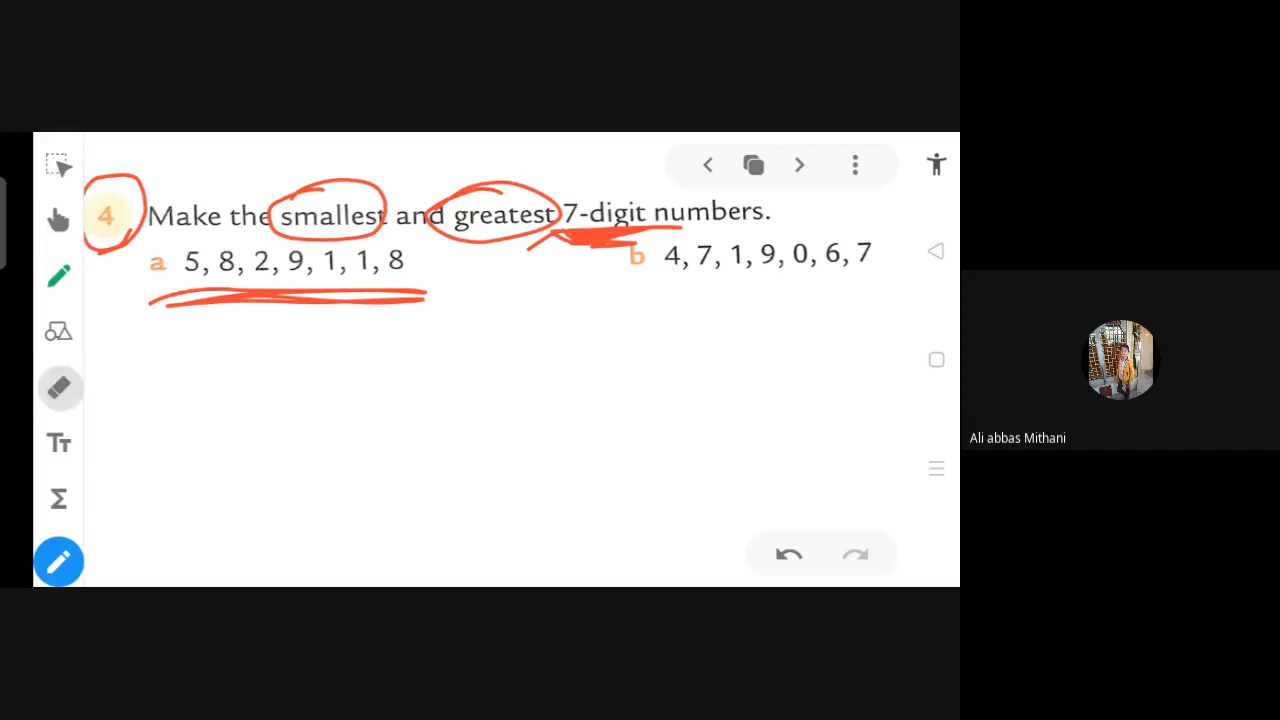 4 Make the smallest and greatest 7-digit numbers.
a 5, 8, 2, 9, 1, 1, 8 b 4, 7, 1, 9, 0, 6, 7
Tт
Σ
Ali abbas Mithani